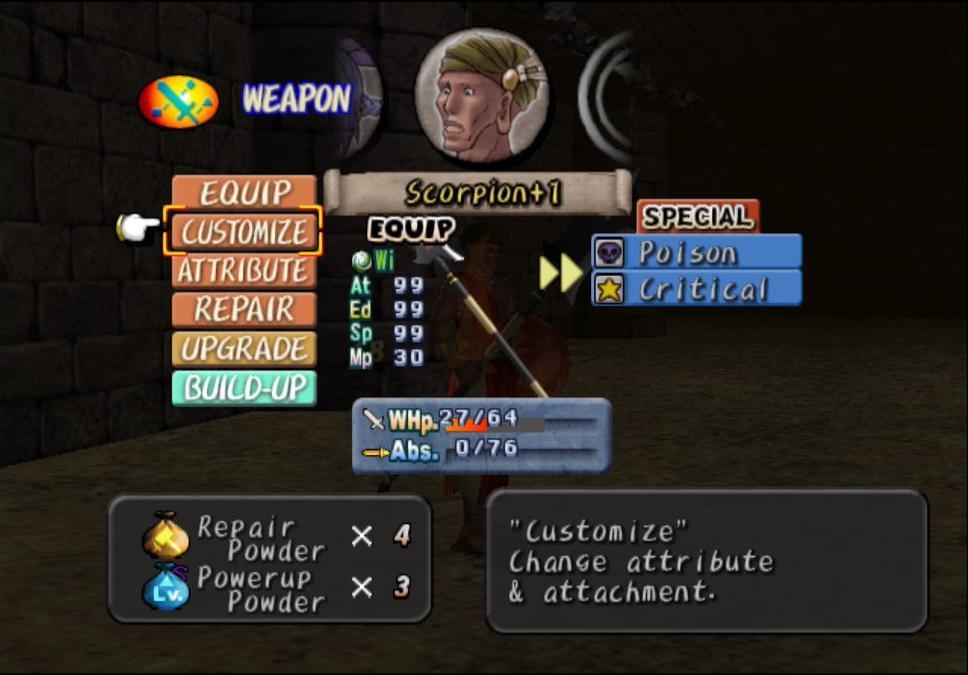 WEAPON
EQUIP
CUSTOMIZE
ATTRIBUTE
REPAIR
UPGRADE
BUILD-UP
Scorpion+1
EQUIP
Wi
At 99
Ed 99
Sp 99
Mp 30
SPECIAL
Poison
Critical
WHp. 27/64
Abs. 0/76
Repair
Powder × 4
Lv.
Powerup
Powder × 3
"Customize"
Change attribute
& attachment.